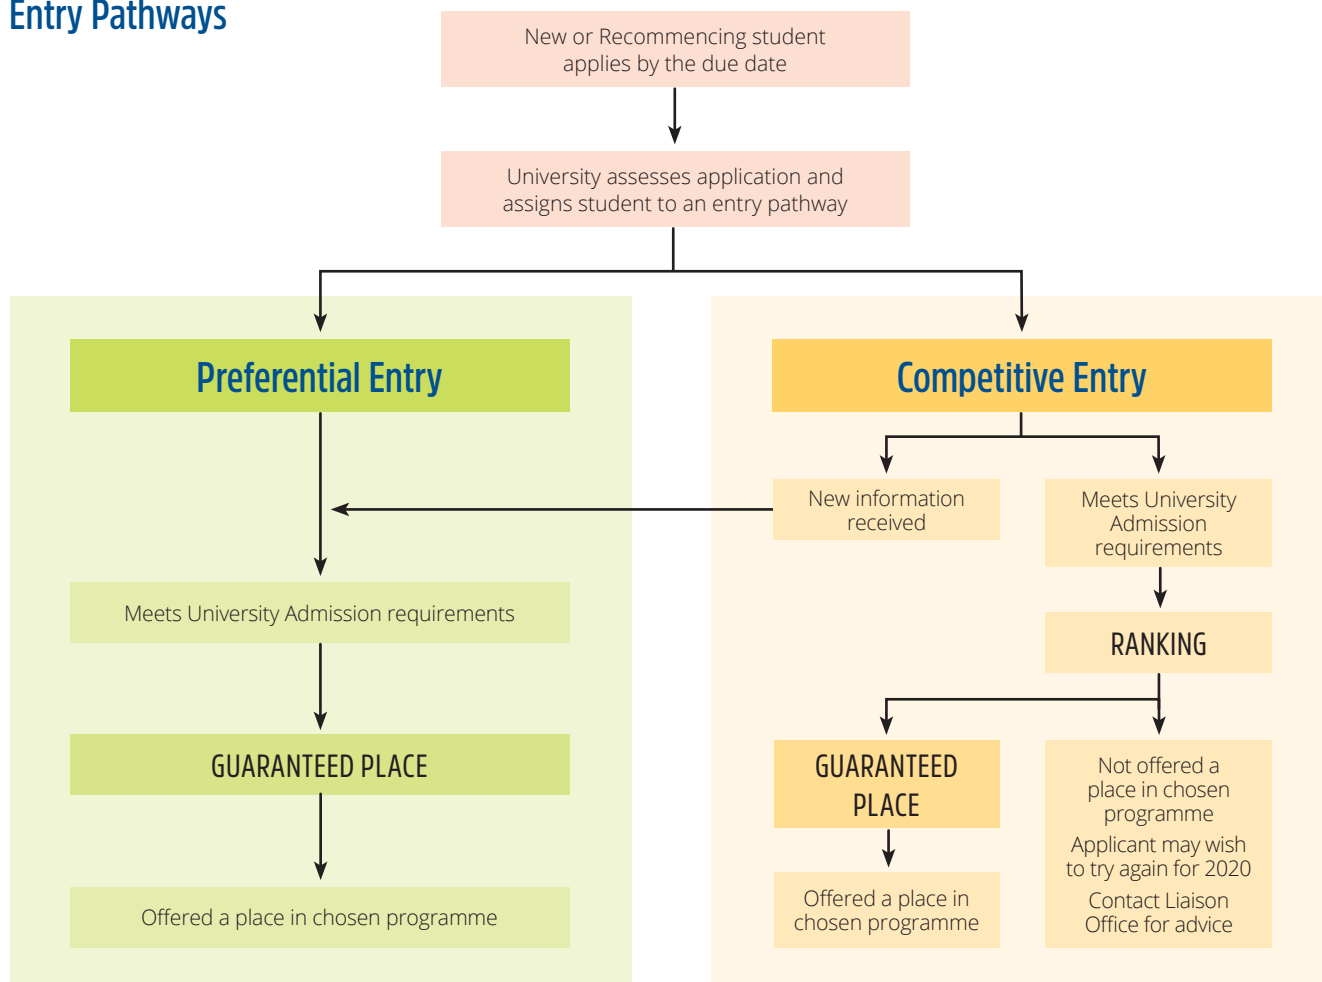 Entry Pathways
New or Recommencing student
applies by the due date
University assesses application and
assigns student to an entry pathway
Preferential Entry
Meets University Admission requirements
GUARANTEED PLACE
Offered a place in chosen programme
Competitive Entry
New information
received
Meets University
Admission
requirements
RANKING
GUARANTEED
PLACE
Offered a place in
chosen programme
Not offered a
place in chosen
programme
Applicant may wish
to try again for 2020
Contact Liaison
Office for advice